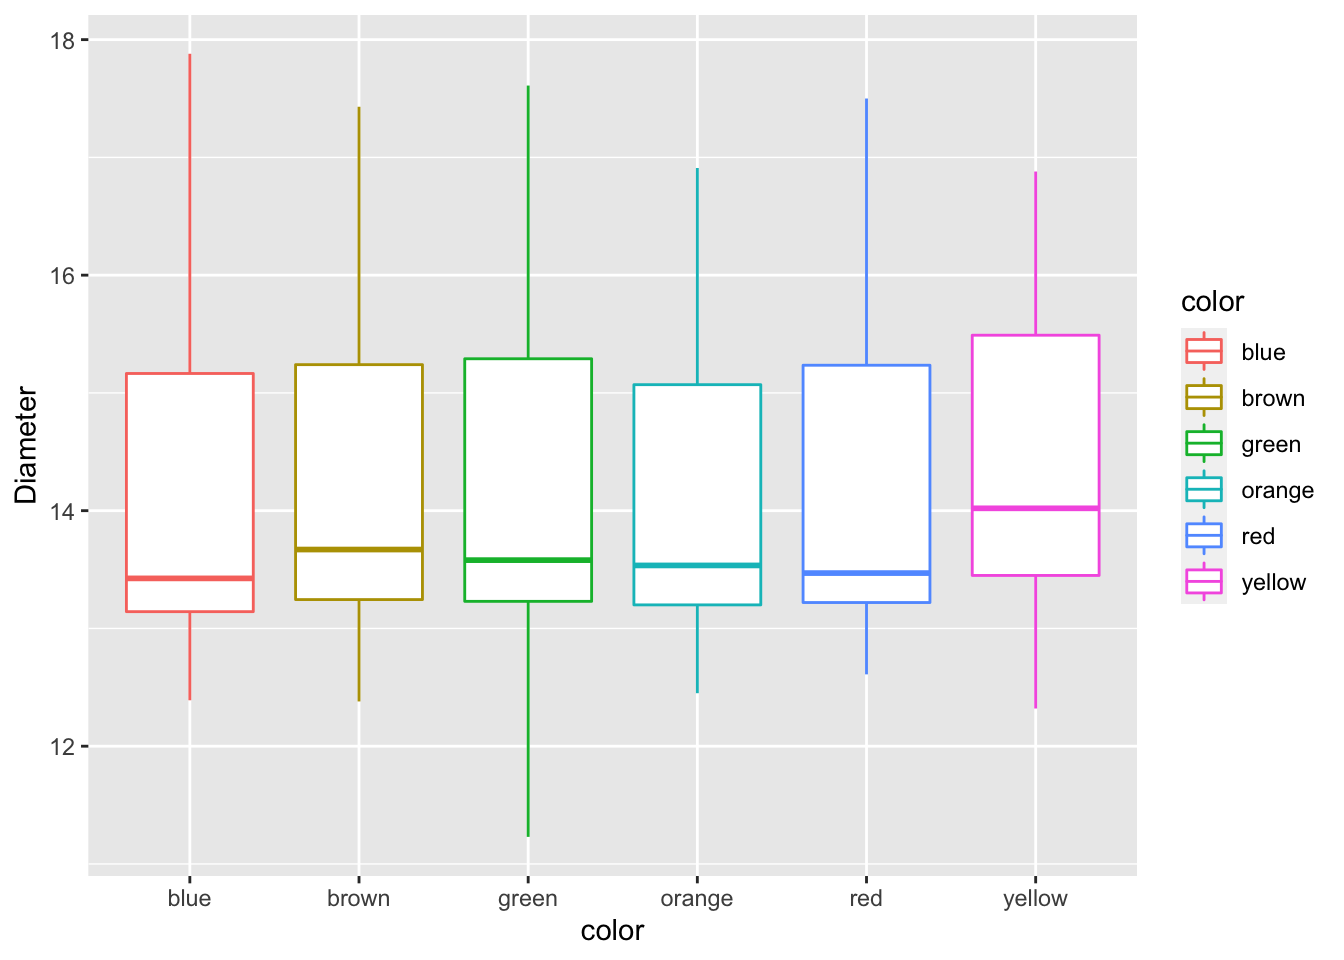 18
16
14
12
Diameter
blue
brown
green
orange
red
yellow
color
color
blue
brown
green
orange
red
yellow